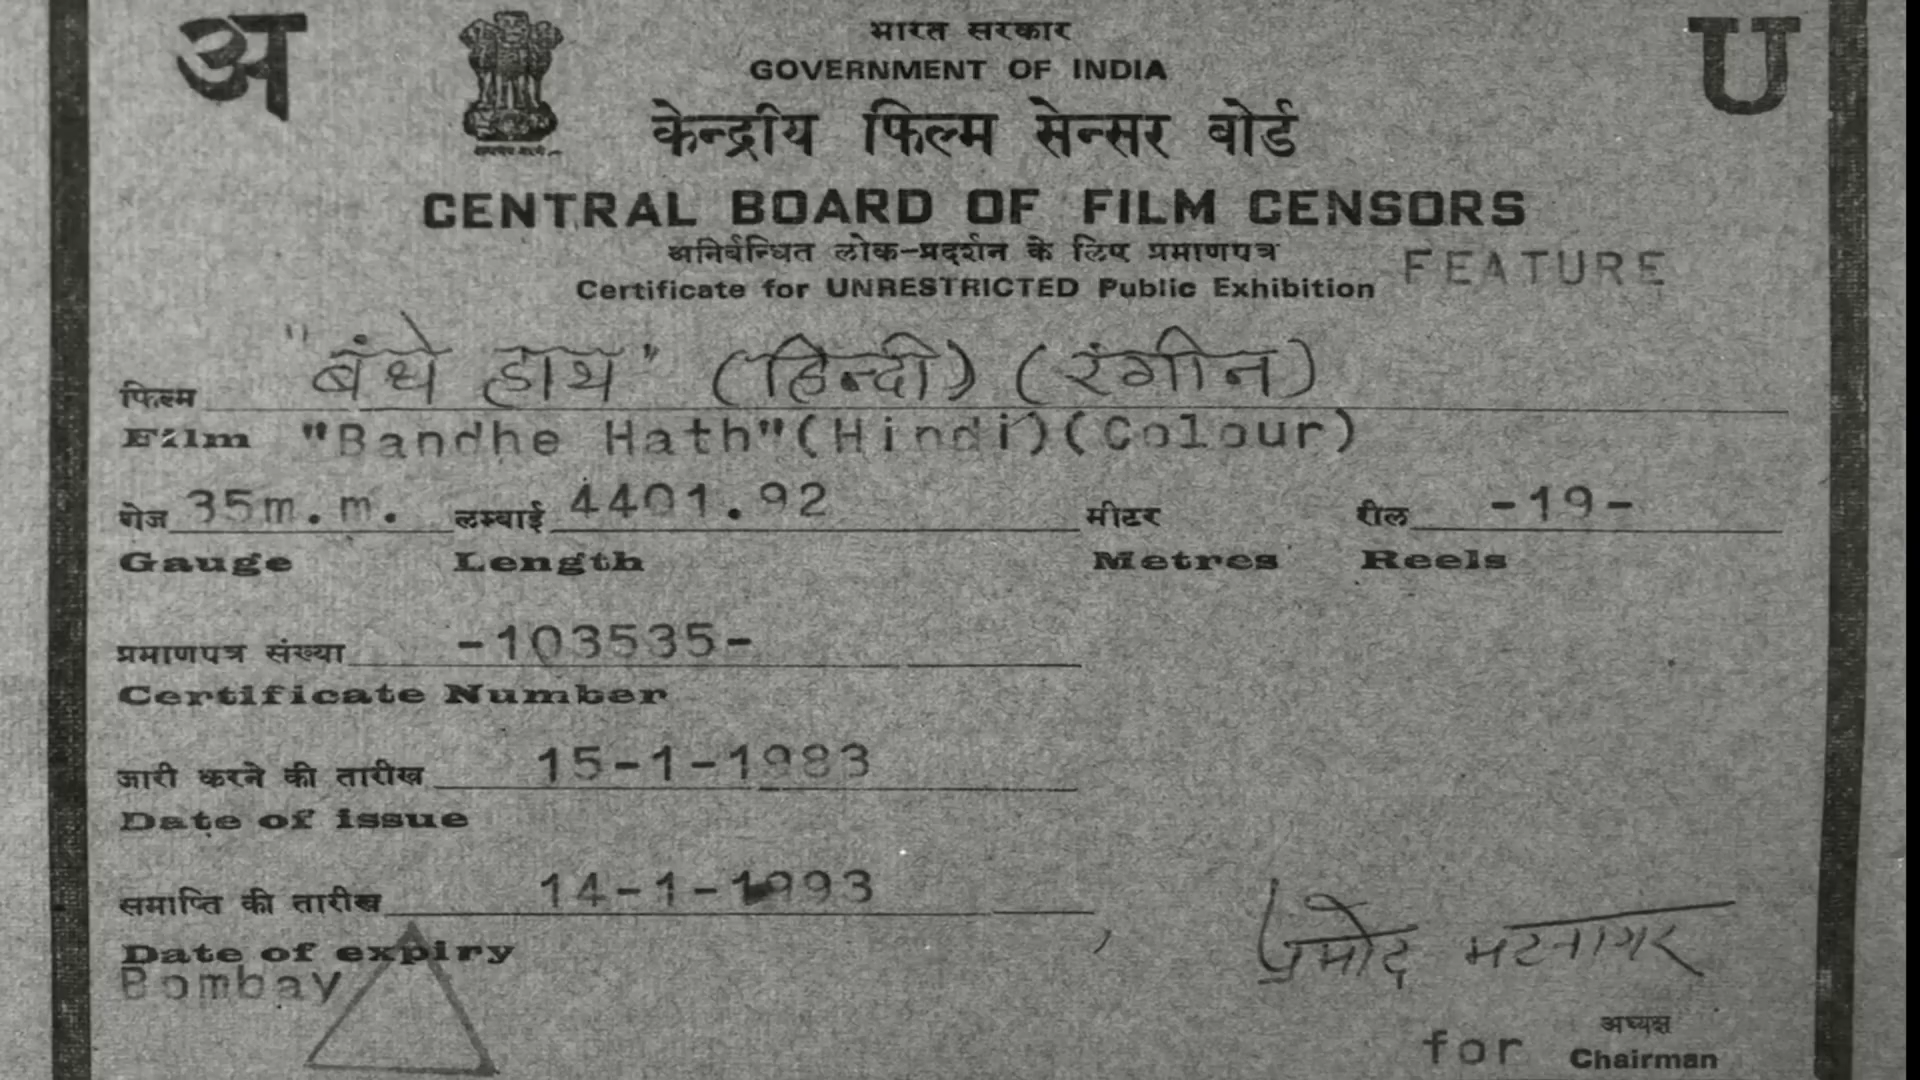 अ
U
भारत सरकार
GOVERNMENT OF INDIA
केन्द्रीय फिल्म सेन्सर बोर्ड
CENTRAL BOARD OF FILM CENSORS
अनिर्बन्धित लोक-प्रदर्शन के लिए प्रमाणपत्र
Certificate for UNRESTRICTED Public Exhibition FEATURE
फिल्म "बंधे हाथ" (हिन्दी) (रंगीन)
Film "Bandhe Hath"(Hindi)(Colour)
गेज 35m.m. लम्बाई 4401.92 मीटर रील -19-
Gauge Length Metres Reels
प्रमाणपत्र संख्या -103535-
Certificate Number
जारी करने की तारीख 15-1-1983
Date of issue
समाप्ति की तारीख 14-1-1993
Date of expiry
Bombay
प्रमोद भटनागर
अध्यक्ष
for Chairman